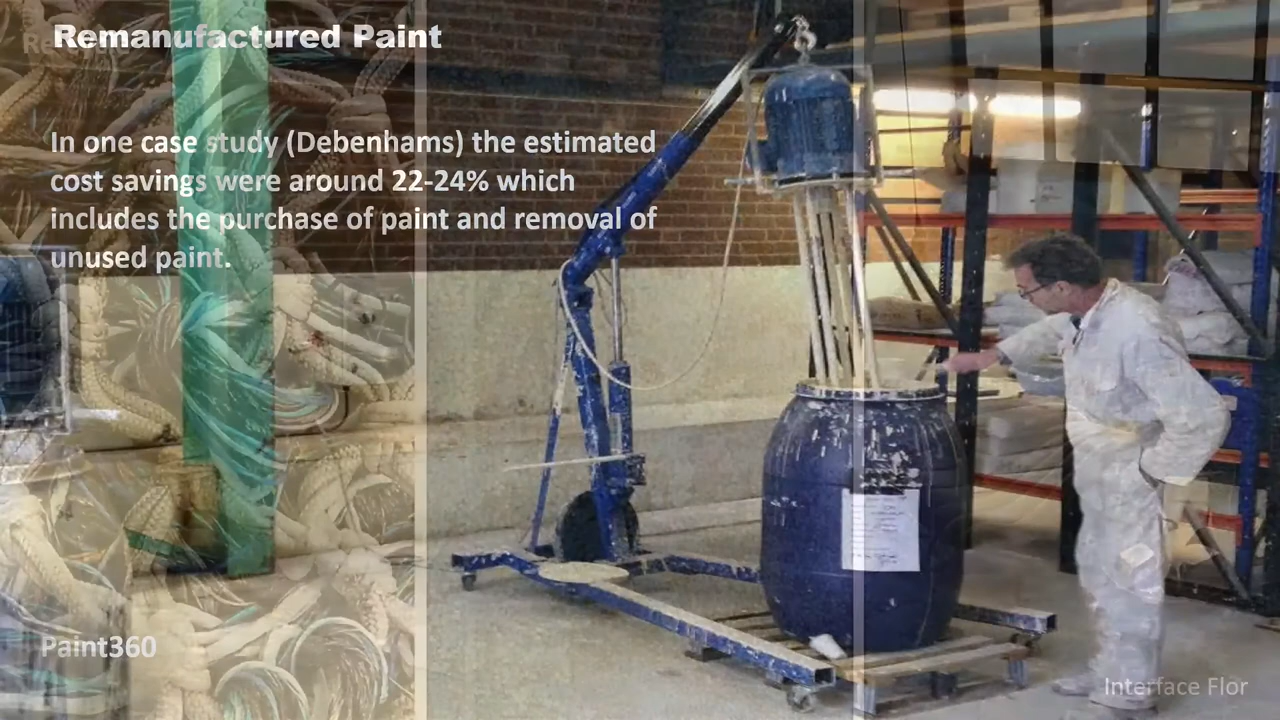 Remanufactured Paint
In one case study (Debenhams) the estimated
cost savings were around 22-24% which
includes the purchase of paint and removal of
unused paint.
Paint360
Interface Flor